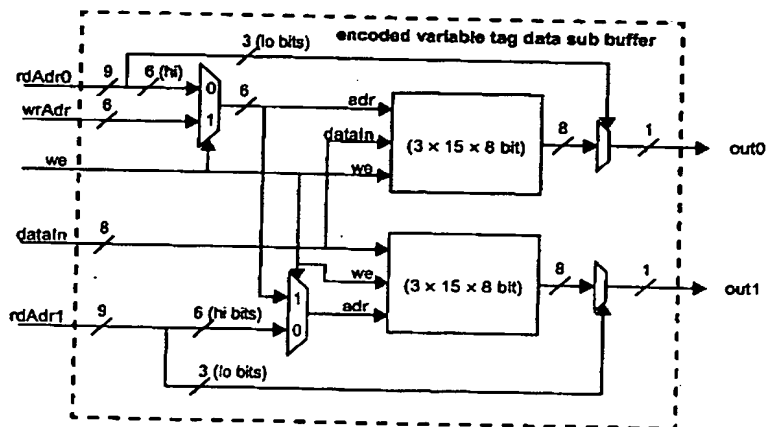 encoded variable tag data sub buffer
3 (lo bits)
rdAdr0
9
6 (hi)
0
6
adr
wrAdr
6
1
dataIn
(3 × 15 × 8 bit)
8
1
out0
we
we
dataIn
8
we
(3 × 15 × 8 bit)
8
1
out1
1
adr
rdAdr1
9
6 (hi bits)
0
3 (lo bits)